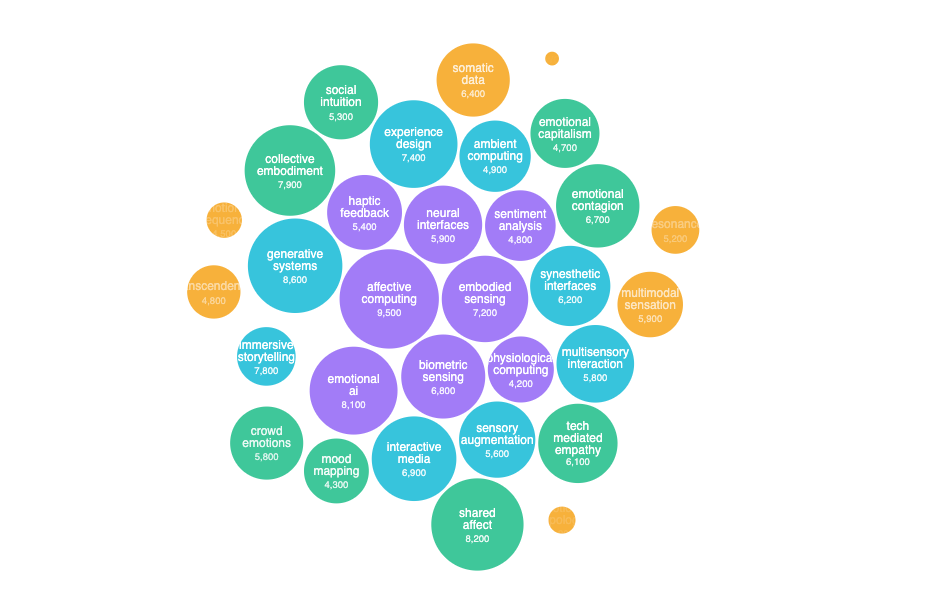 somatic
data
6,400
social
intuition
5,300
experience
design
7,400
emotional
capitalism
4,700
ambient
computing
4,900
collective
embodiment
7,900
haptic
feedback
5,400
neural
interfaces
5,900
sentiment
analysis
4,800
emotional
contagion
6,700
esonanc
5,200
generative
systems
8,600
affective
computing
9,500
embodied
sensing
7,200
synesthetic
interfaces
6,200
nscenden
4,800
multimodal
sensation
5,900
immersive
storytelling
7,800
emotional
ai
8,100
biometric
sensing
6,800
physiological
computing
4,200
multisensory
interaction
5,800
crowd
emotions
5,800
mood
mapping
4,300
interactive
media
6,900
sensory
augmentation
5,600
tech
mediated
empathy
6,100
shared
affect
8,200